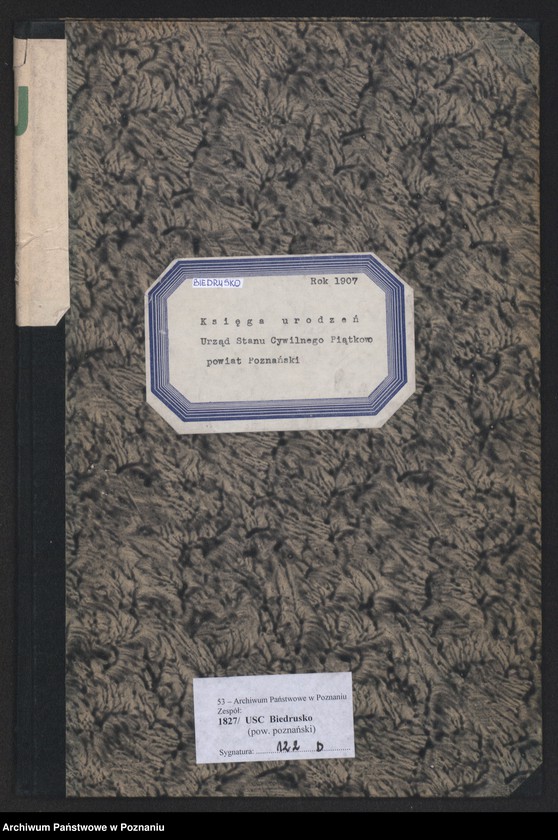 BIEDRUSKO
Rok 1907
Księga urodzeń
Urząd Stanu Cywilnego Piątkowo
powiat Poznański
53 – Archiwum Państwowe w Poznaniu
Zespół:
1827/ USC Biedrusko
(pow. poznański)
Sygnatura: 122 D
Archiwum Państwowe w Poznaniu